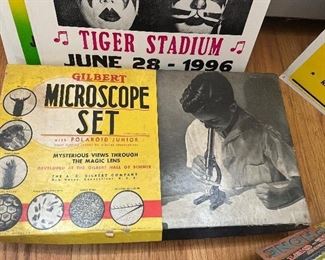 TIGER STADIUM
JUNE 28 - 1996
GILBERT
MICROSCOPE
SET
WITH POLAROID JUNIOR
MYSTERIOUS VIEWS THROUGH
THE MAGIC LENS
DEVELOPED AT THE GILBERT HALL OF SCIENCE
THE A. C. GILBERT COMPANY